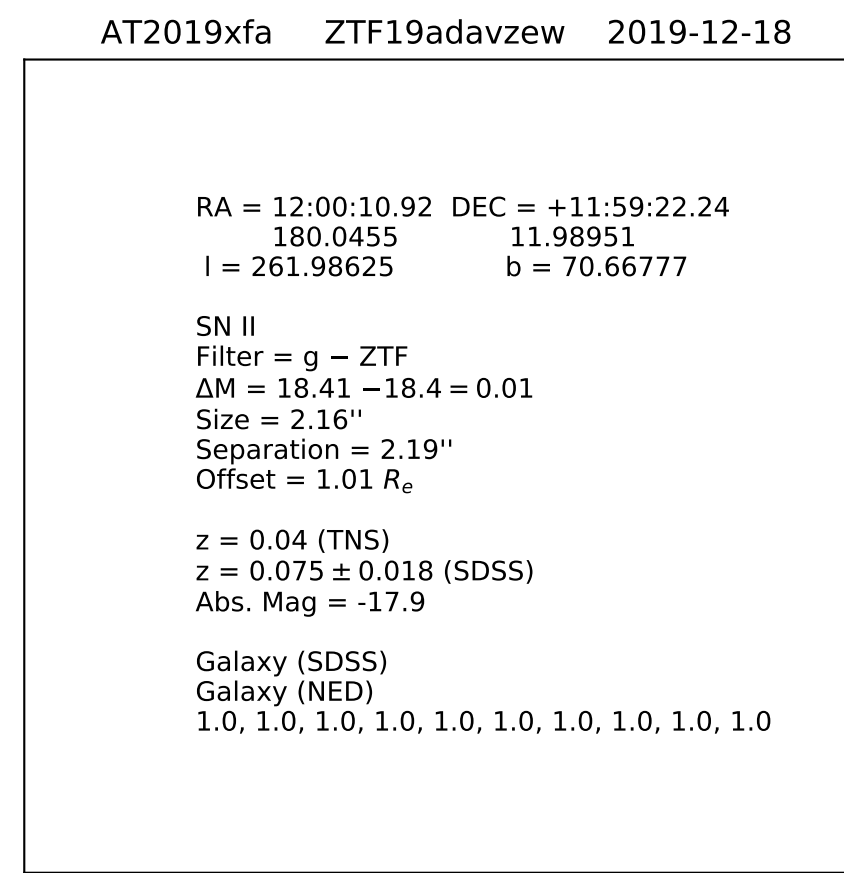 AT2019xfa ZTF19adavzew 2019-12-18
RA = 12:00:10.92 DEC = +11:59:22.24
180.0455 11.98951
l = 261.98625 b = 70.66777
SN II
Filter = g − ZTF
ΔM = 18.41 −18.4 = 0.01
Size = 2.16''
Separation = 2.19''
Offset = 1.01 Re
z = 0.04 (TNS)
z = 0.075 ± 0.018 (SDSS)
Abs. Mag = -17.9
Galaxy (SDSS)
Galaxy (NED)
1.0, 1.0, 1.0, 1.0, 1.0, 1.0, 1.0, 1.0, 1.0, 1.0